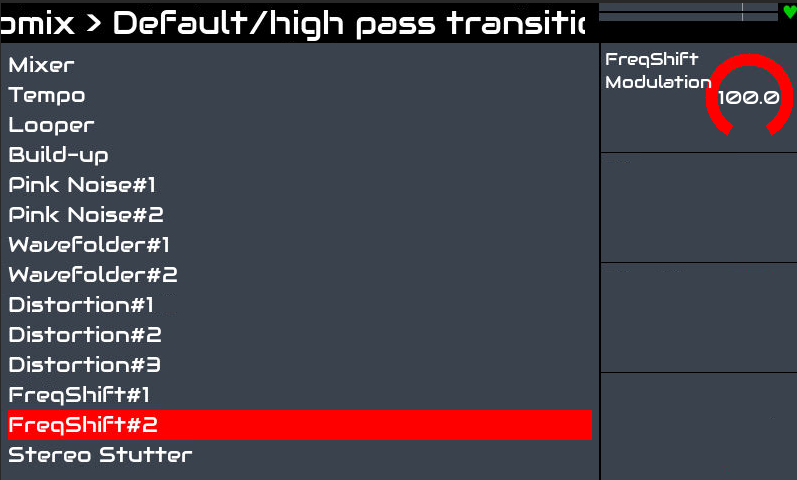 omix > Default/high pass transitio
Mixer
Tempo
Looper
Build-up
Pink Noise#1
Pink Noise#2
Wavefolder#1
Wavefolder#2
Distortion#1
Distortion#2
Distortion#3
FreqShift#1
FreqShift#2
Stereo Stutter
FreqShift
Modulation
100.0